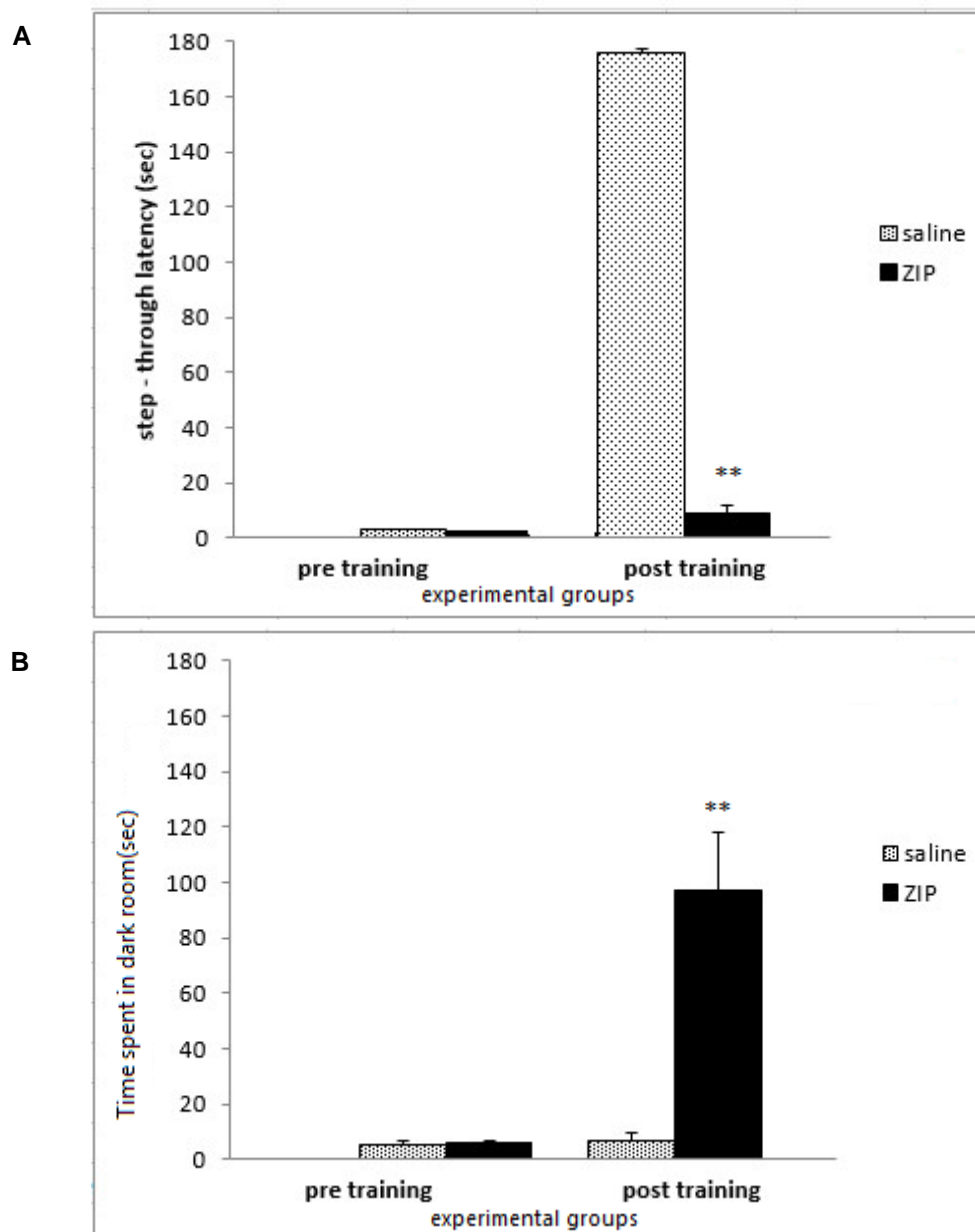 A
180
160
140
120
100
80
60
40
20
0
step - through latency (sec)
**
saline
ZIP
pre training
post training
experimental groups
B
180
160
140
120
100
80
60
40
20
0
Time spent in dark room(sec)
**
saline
ZIP
pre training
post training
experimental groups